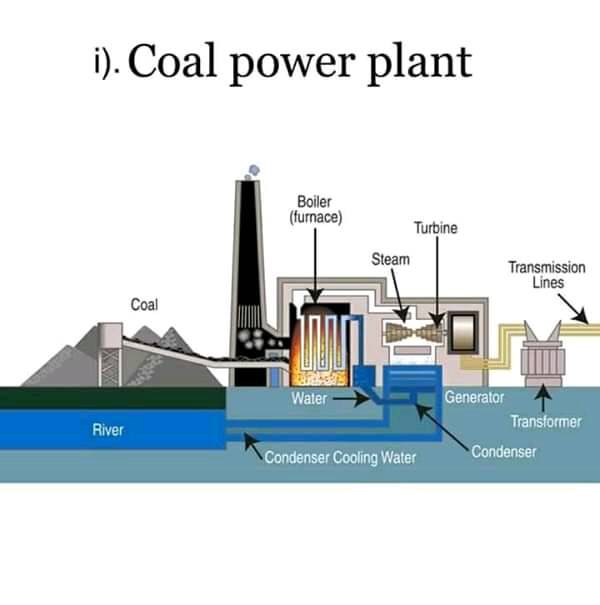 i). Coal power plant
Boiler
(furnace)
Turbine
Steam
Transmission
Lines
Coal
Water
Generator
Transformer
River
Condenser
Condenser Cooling Water